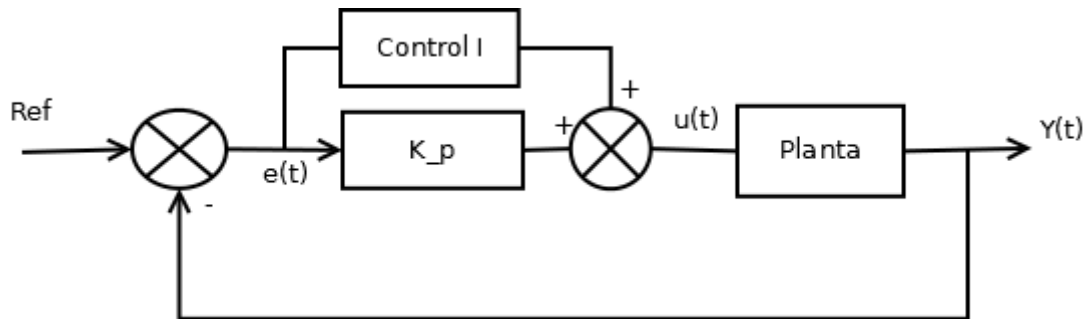 Control I
+
Ref
+
u(t)
Y(t)
K_p
Planta
e(t)
-